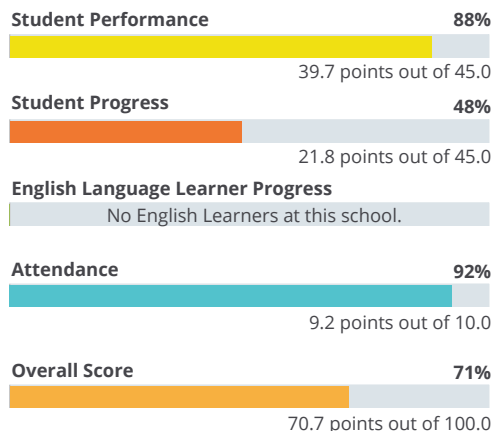 Student Performance 88%
39.7 points out of 45.0
Student Progress 48%
21.8 points out of 45.0
English Language Learner Progress
No English Learners at this school.
Attendance 92%
9.2 points out of 10.0
Overall Score 71%
70.7 points out of 100.0